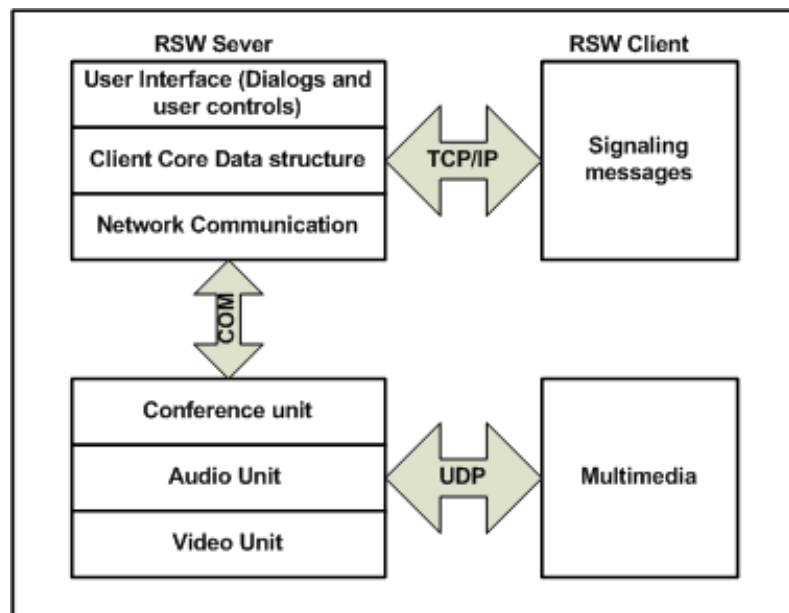 RSW Sever
RSW Client
User Interface (Dialogs and
user controls)
Client Core Data structure
Network Communication
TCP/IP
Signaling
messages
COM
Conference unit
Audio Unit
Video Unit
UDP
Multimedia